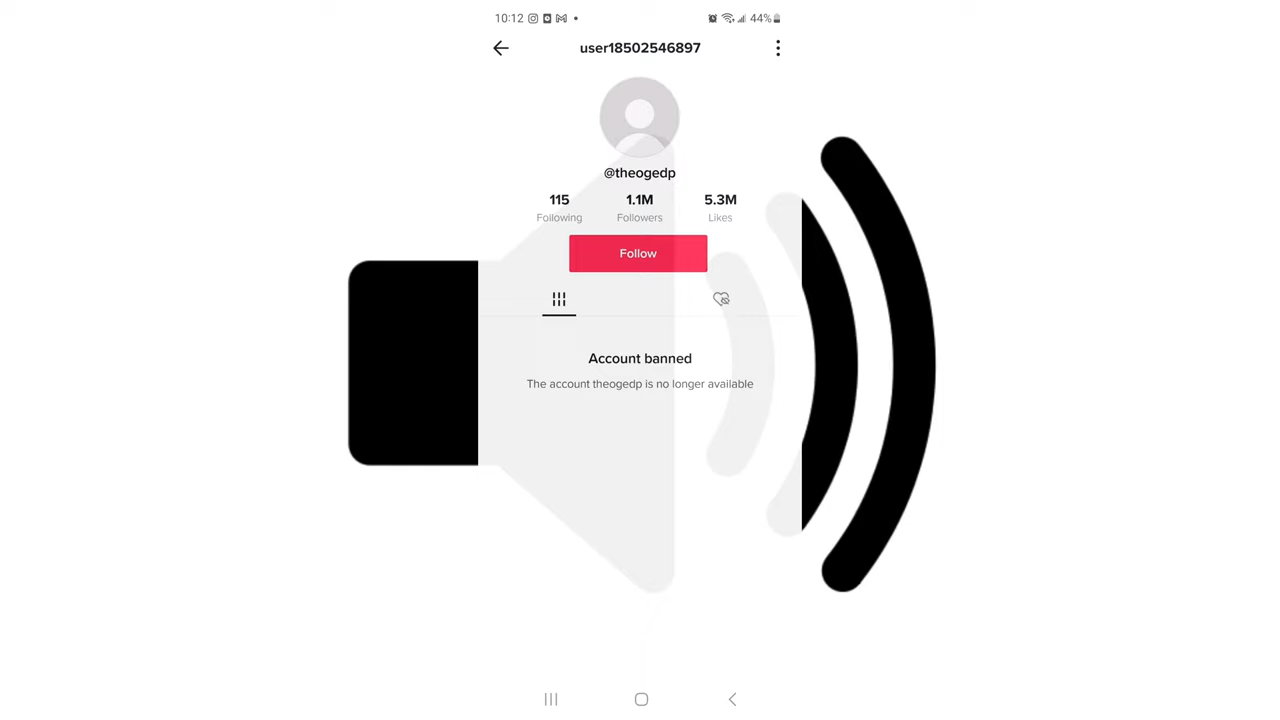 10:12 44%
user18502546897
@theogedp
115 1.1M 5.3M
Following Followers Likes
Follow
Account banned
The account theogedp is no longer available